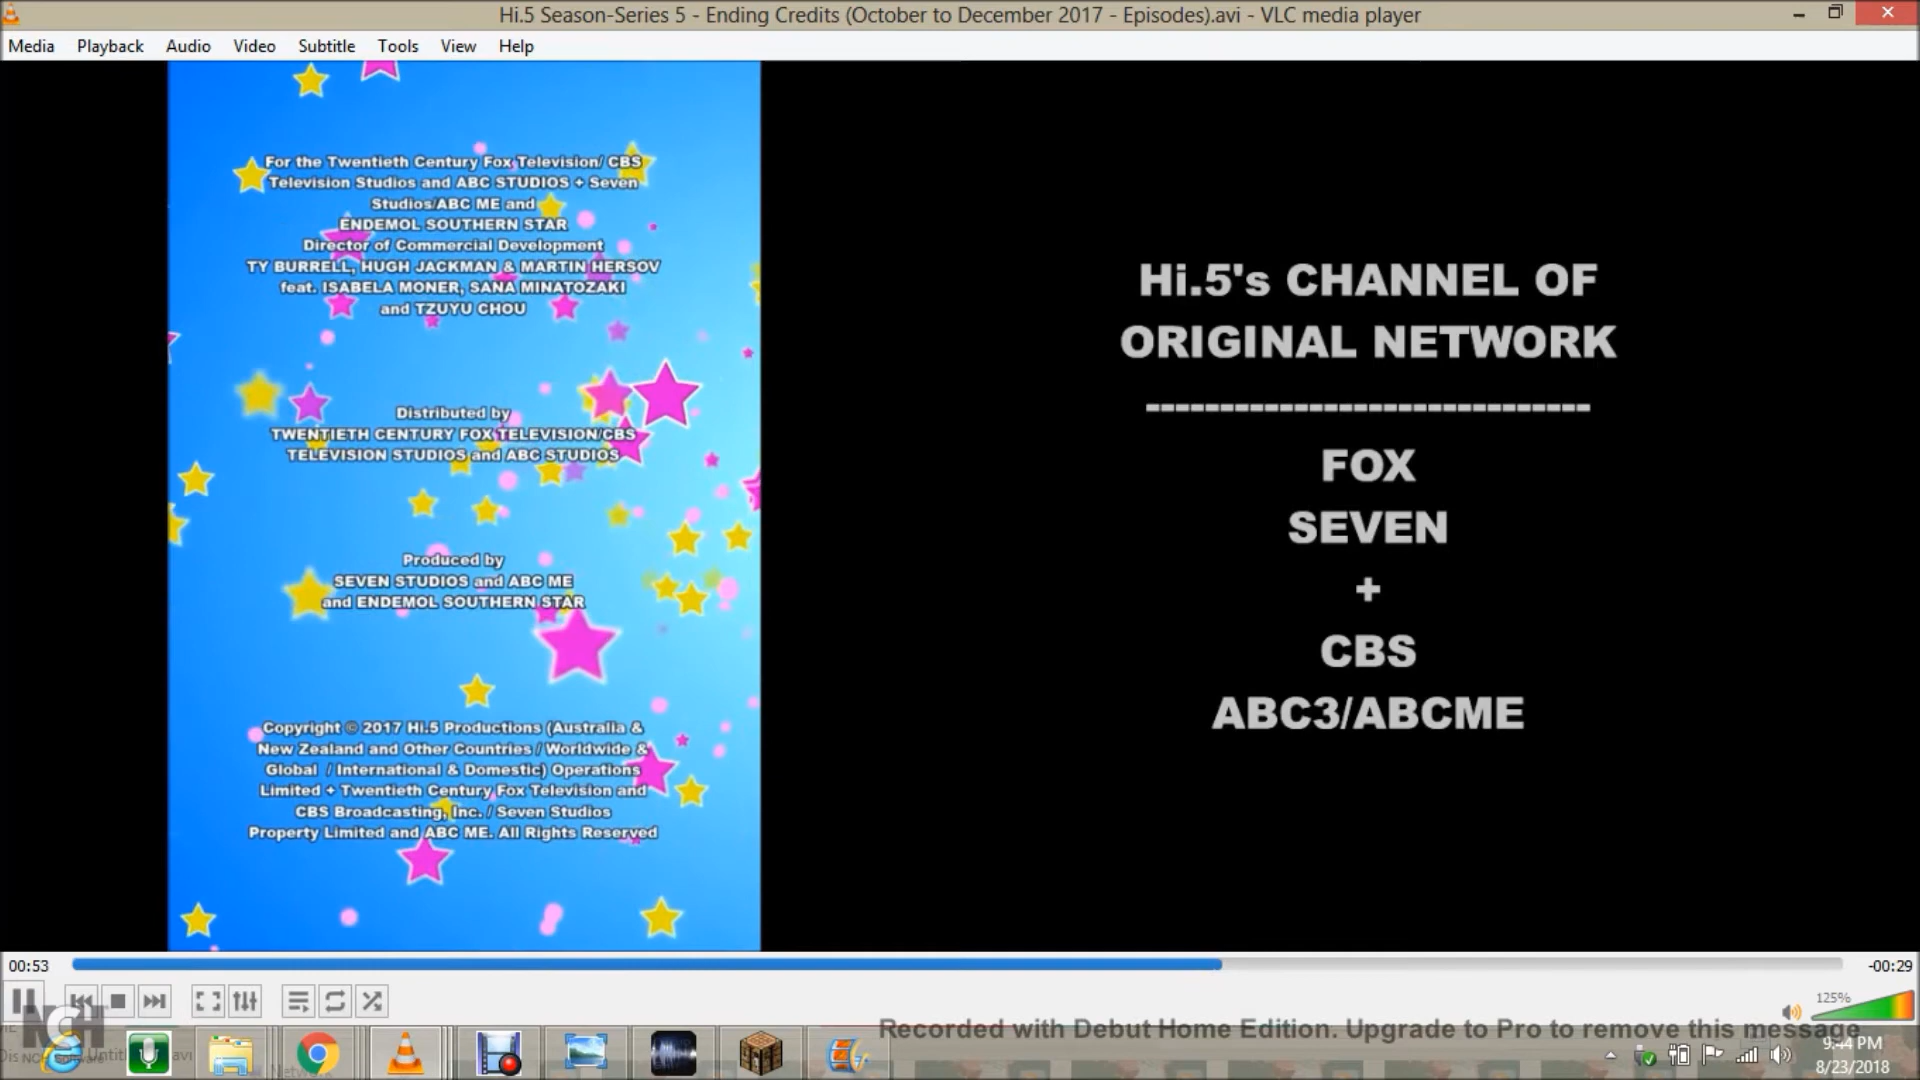 Hi.5 Season-Series 5 - Ending Credits (October to December 2017 - Episodes).avi - VLC media player
Media Playback Audio Video Subtitle Tools View Help
For the Twentieth Century Fox Television/ CBS
Television Studios and ABC STUDIOS + Seven
Studios/ABC ME and
ENDEMOL SOUTHERN STAR
Director of Commercial Development
TY BURRELL, HUGH JACKMAN & MARTIN HERSOV
feat. ISABELA MONER, SANA MINATOZAKI
and TZUYU CHOU
Distributed by
TWENTIETH CENTURY FOX TELEVISION/CBS
TELEVISION STUDIOS and ABC STUDIOS
Produced by
SEVEN STUDIOS and ABC ME
and ENDEMOL SOUTHERN STAR
Copyright © 2017 Hi.5 Productions (Australia &
New Zealand and Other Countries / Worldwide &
Global / International & Domestic) Operations
Limited + Twentieth Century Fox Television and
CBS Broadcasting, Inc. / Seven Studios
Property Limited and ABC ME. All Rights Reserved
Hi.5's CHANNEL OF
ORIGINAL NETWORK
------------------------------
FOX
SEVEN
+
CBS
ABC3/ABCME
00:53
-00:29
125%
NCH
NCH Software
Recorded with Debut Home Edition. Upgrade to Pro to remove this message
9:44 PM
8/23/2018